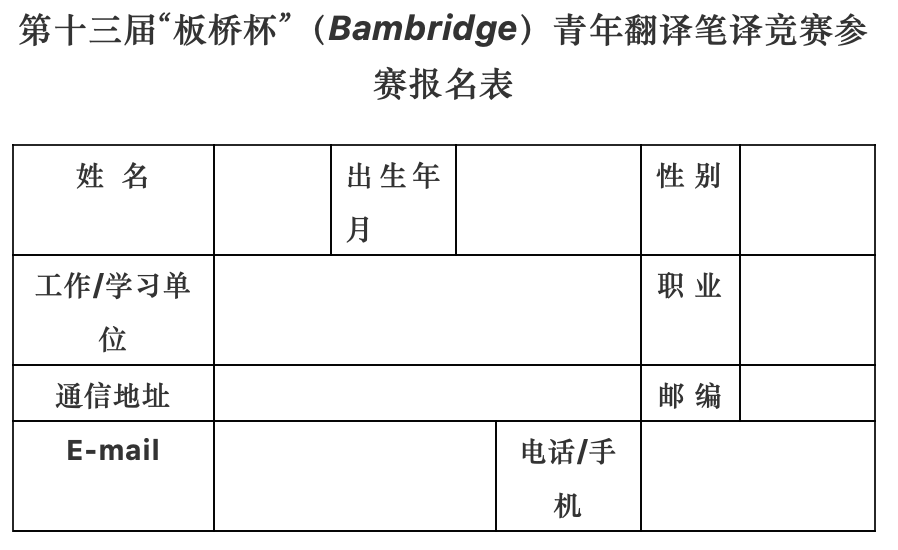 第十三届“板桥杯”（Bambridge）青年翻译笔译竞赛参
赛报名表
姓 名
出生年
月
性 别
工作/学习单
位
职 业
通信地址
邮 编
E-mail
电话/手
机